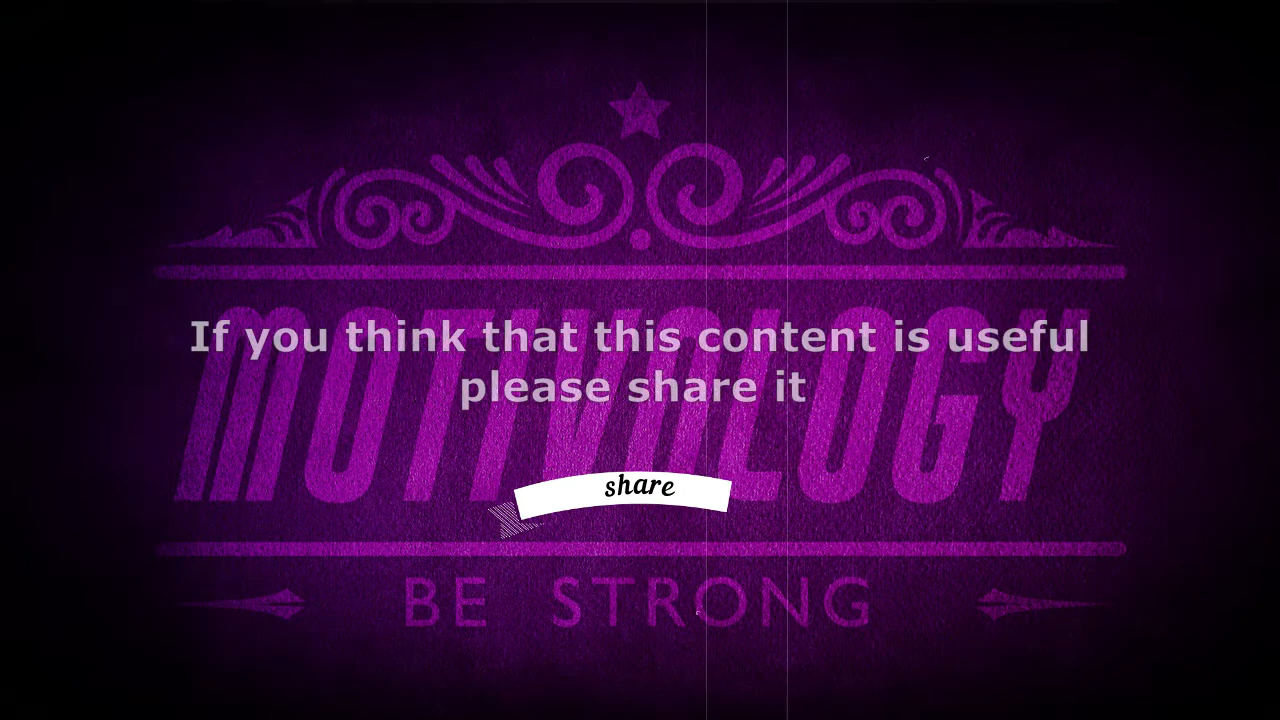 If you think that this content is useful
please share it
MOTIVOLOGY
share
BE STRONG